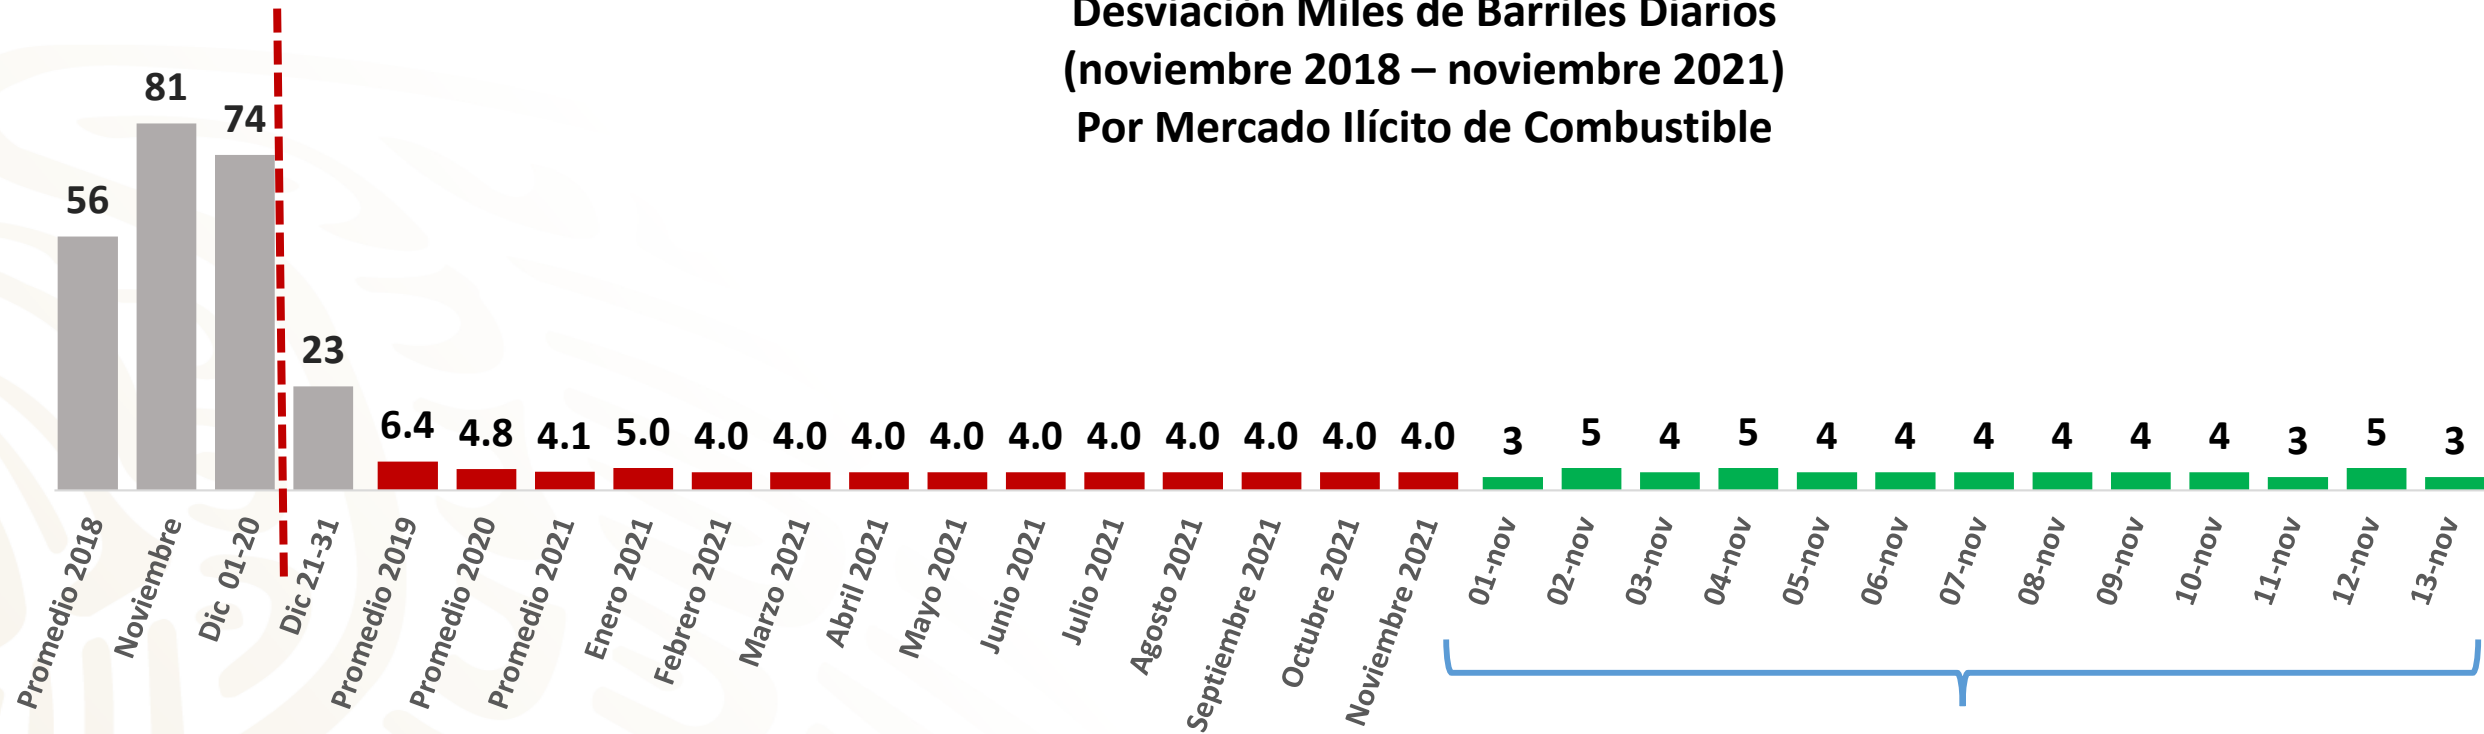 Desviación Miles de Barriles Diarios
(noviembre 2018 – noviembre 2021)
Por Mercado Ilícito de Combustible
56
81
74
23
6.4
4.8
4.1
5.0
4.0
4.0
4.0
4.0
4.0
4.0
4.0
4.0
4.0
4.0
3
5
4
5
4
4
4
4
4
4
3
5
3
Promedio 2018
Noviembre
Dic 01-20
Dic 21-31
Promedio 2019
Promedio 2020
Promedio 2021
Enero 2021
Febrero 2021
Marzo 2021
Abril 2021
Mayo 2021
Junio 2021
Julio 2021
Agosto 2021
Septiembre 2021
Octubre 2021
Noviembre 2021
01-nov
02-nov
03-nov
04-nov
05-nov
06-nov
07-nov
08-nov
09-nov
10-nov
11-nov
12-nov
13-nov